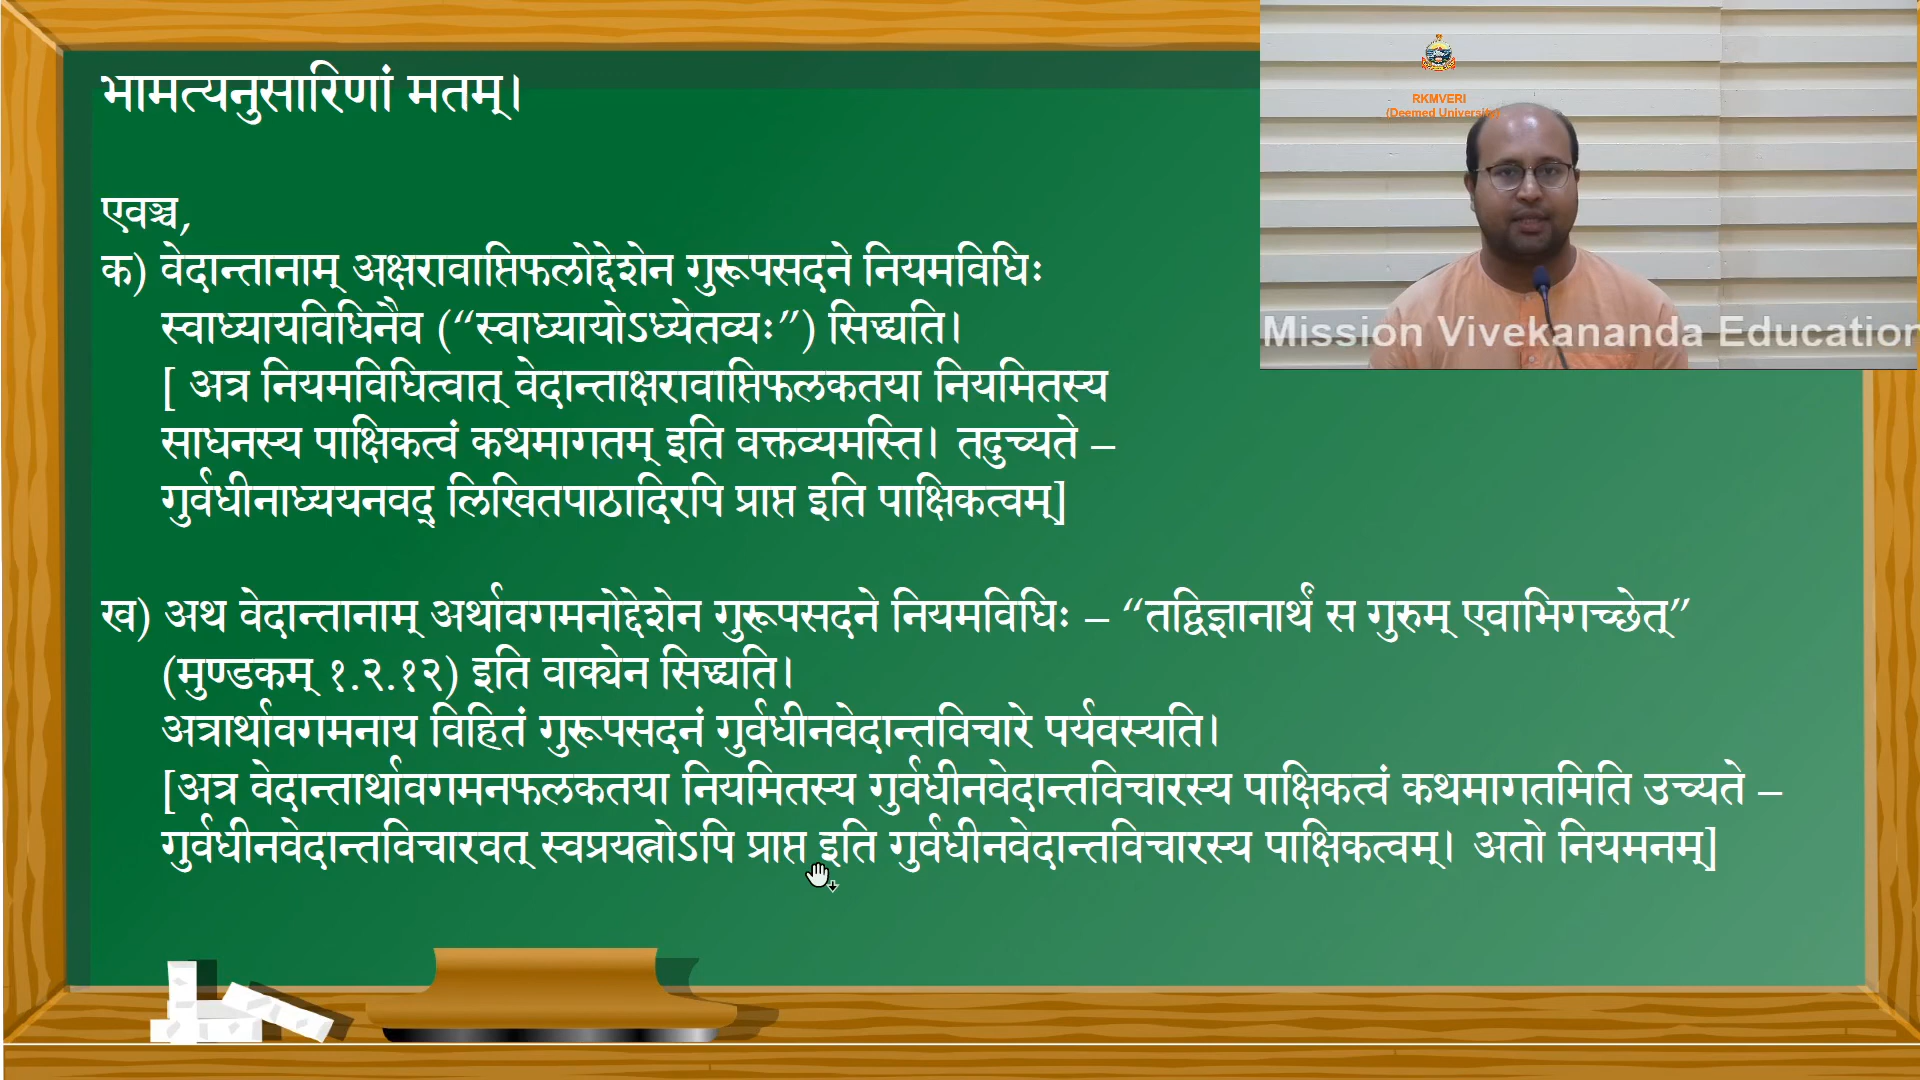 भामत्यनुसारिणां मतम्।
एवञ्च,
क) वेदान्तानाम् अक्षरावाप्तिफलोद्देशेन गुरूपसदने नियमविधिः
स्वाध्यायविधिनैव (“स्वाध्यायोऽध्येतव्यः”) सिद्ध्यति।
[ अत्र नियमविधित्वात् वेदान्ताक्षरावाप्तिफलकतया नियमितस्य
साधनस्य पाक्षिकत्वं कथमागतम् इति वक्तव्यमस्ति। तदुच्यते –
गुर्वधीनाध्ययनवद् लिखितपाठादिरपि प्राप्त इति पाक्षिकत्वम्]
ख) अथ वेदान्तानाम् अर्थावगमनोद्देशेन गुरूपसदने नियमविधिः – “तद्विज्ञानार्थं स गुरुम् एवाभिगच्छेत्”
(मुण्डकम् १.२.१२) इति वाक्येन सिद्ध्यति।
अत्रार्थावगमनाय विहितं गुरूपसदनं गुर्वधीनवेदान्तविचारे पर्यवस्यति।
[अत्र वेदान्तार्थावगमनफलकतया नियमितस्य गुर्वधीनवेदान्तविचारस्य पाक्षिकत्वं कथमागतमिति उच्यते –
गुर्वधीनवेदान्तविचारवत् स्वप्रयत्नोऽपि प्राप्त इति गुर्वधीनवेदान्तविचारस्य पाक्षिकत्वम्। अतो नियमनम्]
RKMVERI
(Deemed University)
Mission Vivekananda Education